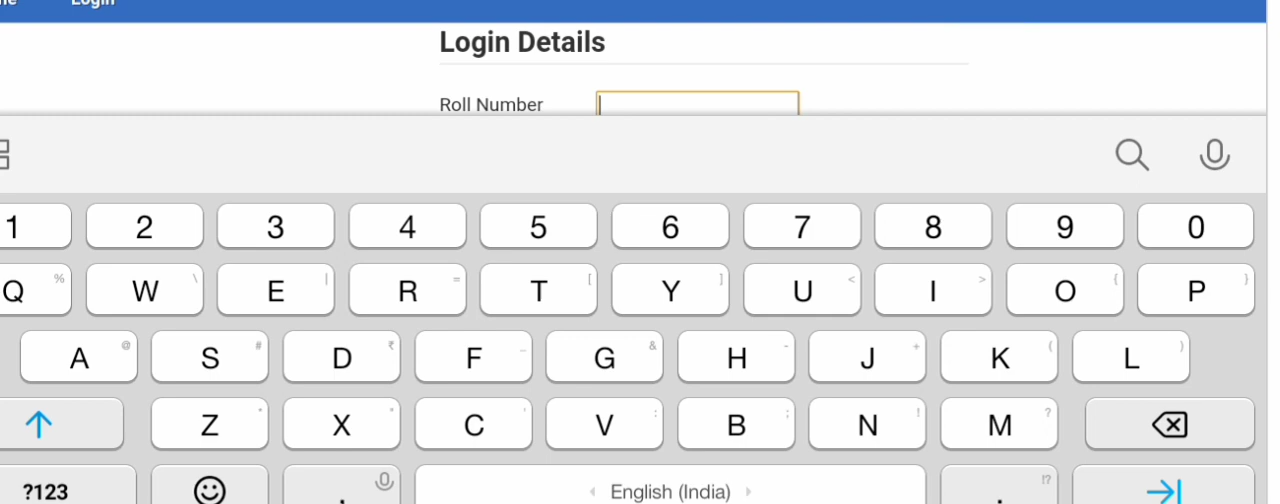 Login
Login Details
Roll Number
1 2 3 4 5 6 7 8 9 0
Q % W \ E | R = T [ Y ] U < I > O { P }
A @ S # D ₹ F _ G & H - J + K ( L )
Z X C ' V : B ; N ! M ?
?123 , English (India) . !?